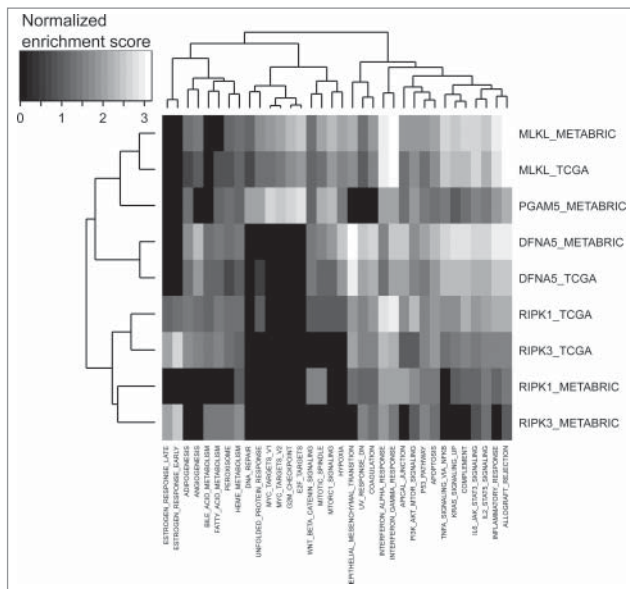 Normalized
enrichment score
0 1 2 3
MLKL_METABRIC
MLKL_TCGA
PGAM5_METABRIC
DFNA5_METABRIC
DFNA5_TCGA
RIPK1_TCGA
RIPK3_TCGA
RIPK1_METABRIC
RIPK3_METABRIC
ESTROGEN_RESPONSE_LATE
ESTROGEN_RESPONSE_EARLY
ADIPOGENESIS
ANGIOGENESIS
BILE_ACID_METABOLISM
FATTY_ACID_METABOLISM
PEROXISOME
HEME_METABOLISM
DNA_REPAIR
UNFOLDED_PROTEIN_RESPONSE
MYC_TARGETS_V1
MYC_TARGETS_V2
G2M_CHECKPOINT
E2F_TARGETS
WNT_BETA_CATENIN_SIGNALING
MITOTIC_SPINDLE
MTORC1_SIGNALING
HYPOXIA
EPITHELIAL_MESENCHYMAL_TRANSITION
UV_RESPONSE_DN
COAGULATION
INTERFERON_ALPHA_RESPONSE
INTERFERON_GAMMA_RESPONSE
APICAL_JUNCTION
PI3K_AKT_MTOR_SIGNALING
P53_PATHWAY
APOPTOSIS
TNFA_SIGNALING_VIA_NFKB
KRAS_SIGNALING_UP
COMPLEMENT
IL6_JAK_STAT3_SIGNALING
IL2_STAT5_SIGNALING
INFLAMMATORY_RESPONSE
ALLOGRAFT_REJECTION